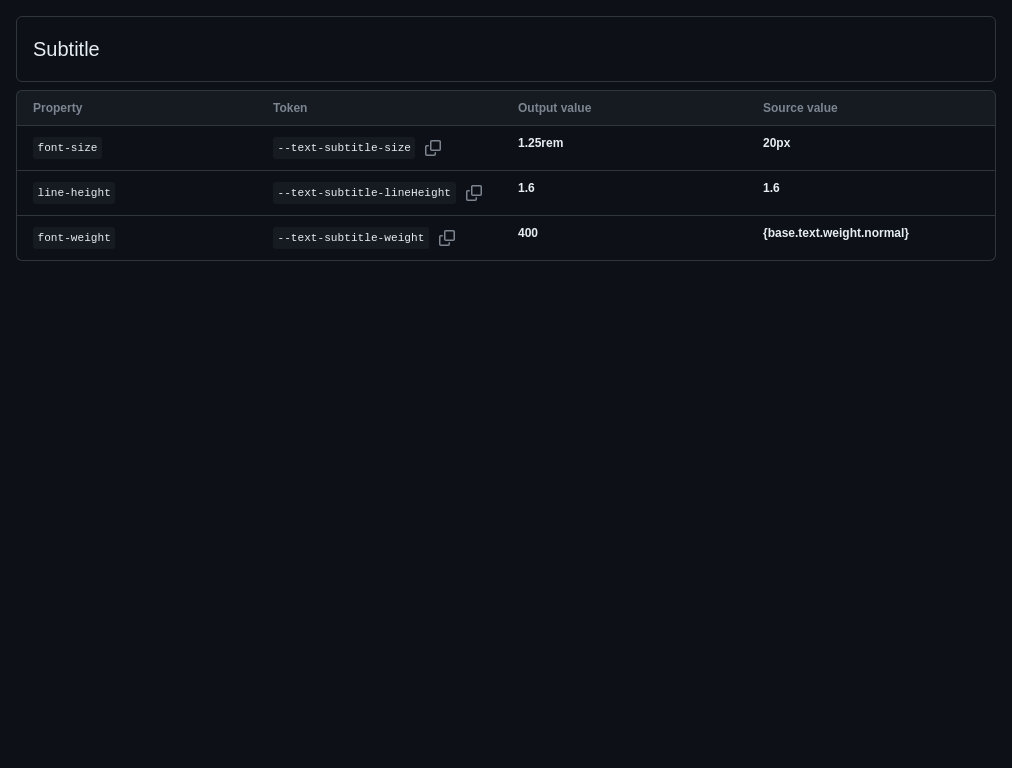 Subtitle
Property Token Output value Source value
font-size --text-subtitle-size 1.25rem 20px
line-height --text-subtitle-lineHeight 1.6 1.6
font-weight --text-subtitle-weight 400 {base.text.weight.normal}